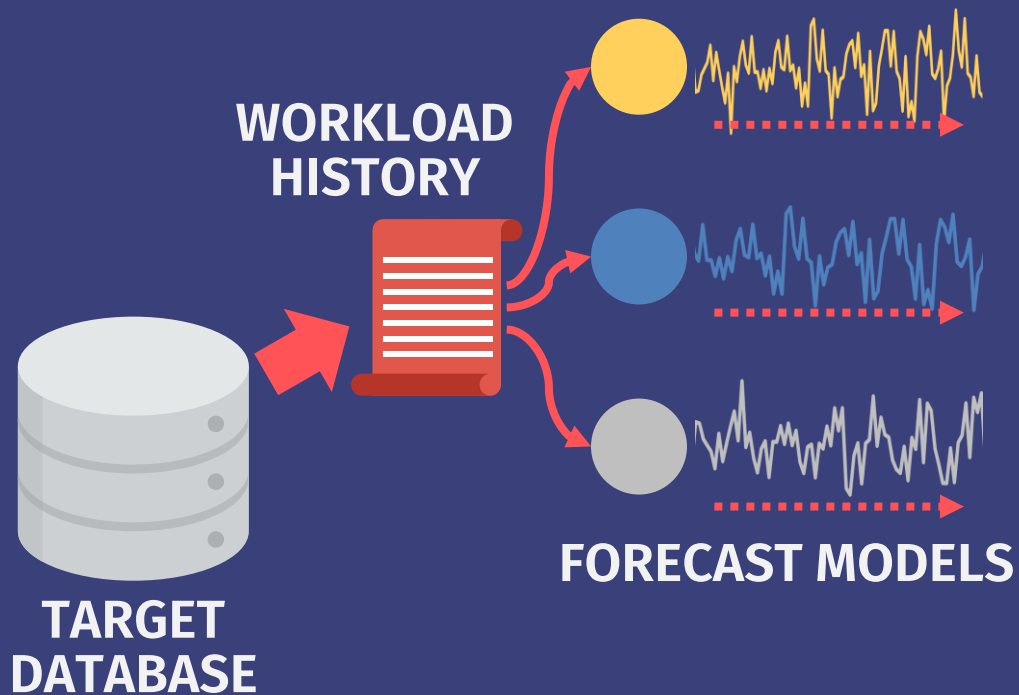 WORKLOAD
HISTORY
FORECAST MODELS
TARGET
DATABASE